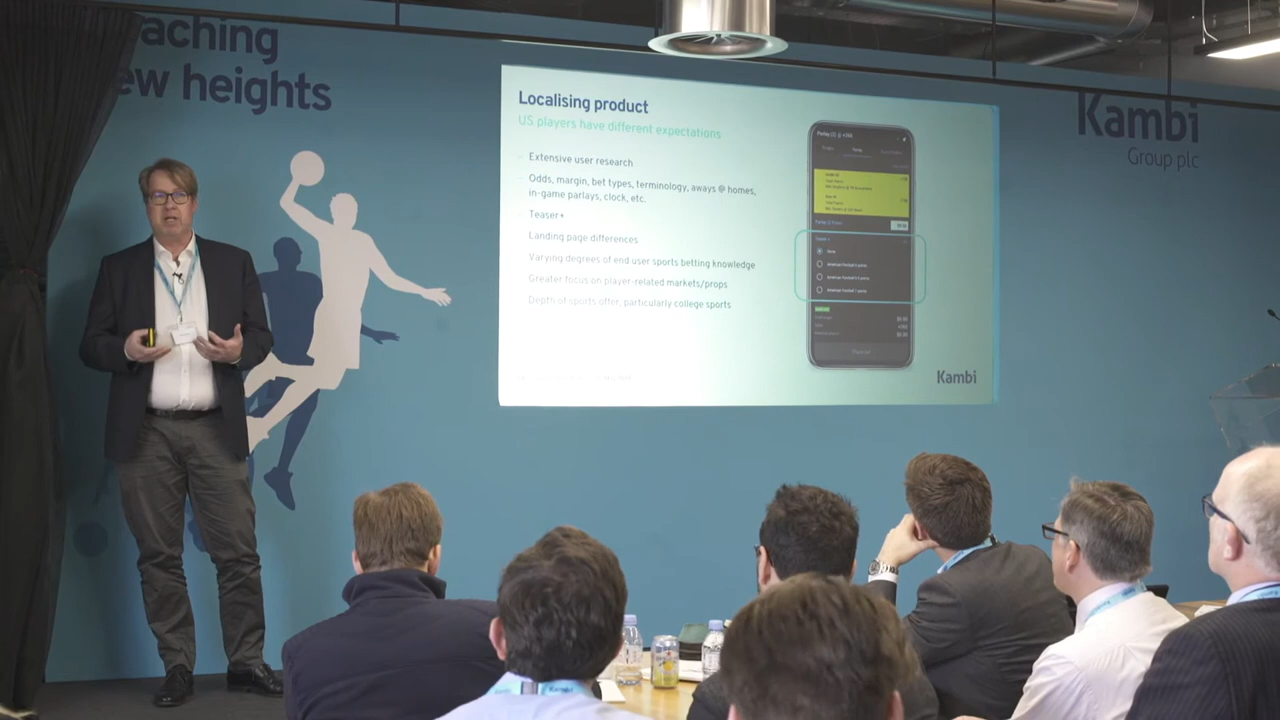 aching
ew heights
Localising product
US players have different expectations
Extensive user research
Odds, margin, bet types, terminology, aways @ homes,
in-game parlays, clock, etc.
Teaser+
Landing page differences
Varying degrees of end user sports betting knowledge
Greater focus on player-related markets/props
Depth of sports offer, particularly college sports
Kambi
Kambi
Group plc
Kambi